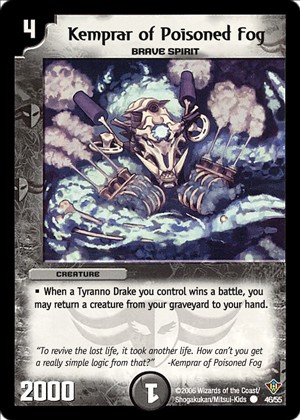 4
Kemprar of Poisoned Fog
BRAVE SPIRIT
CREATURE
▪ When a Tyranno Drake you control wins a battle, you
may return a creature from your graveyard to your hand.
"To revive the lost life, it took another life. How can't you get
a really simple logic from that?" -Kemprar of Poisoned Fog
2000
1
©2006 Wizards of the Coast/
Shogakukan/Mitsui-Kids
46/55